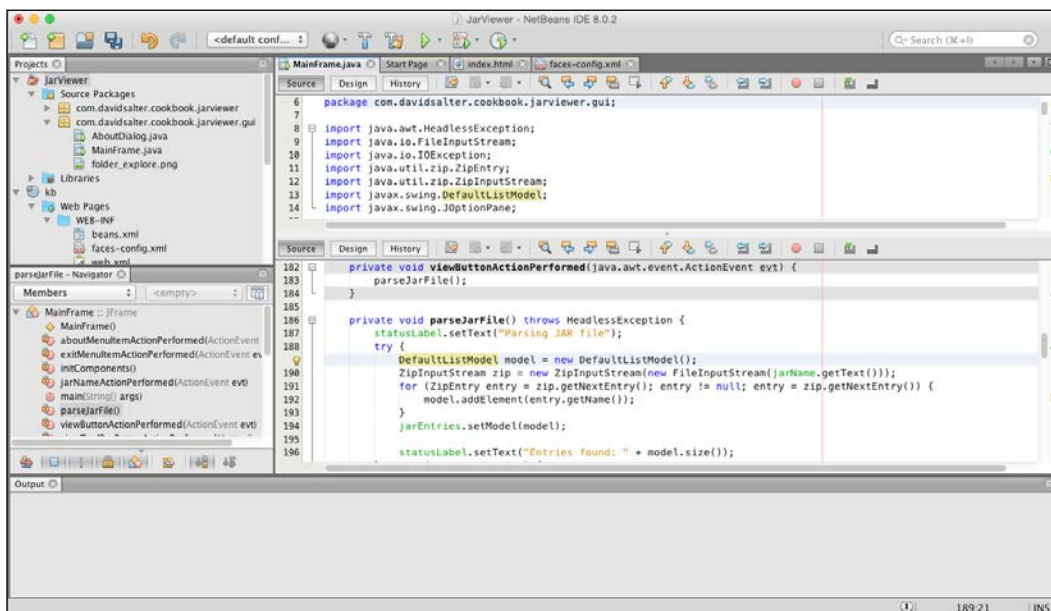 JarViewer - NetBeans IDE 8.0.2
<default conf...
Search (⌘+I)
Projects
JarViewer
Source Packages
com.davidsalter.cookbook.jarviewer
com.davidsalter.cookbook.jarviewer.gui
AboutDialog.java
MainFrame.java
folder_explore.png
Libraries
kb
Web Pages
WEB-INF
beans.xml
faces-config.xml
web.xml
parseJarFile - Navigator
Members
<empty>
MainFrame :: JFrame
MainFrame()
aboutMenuItemActionPerformed(ActionEvent
exitMenuItemActionPerformed(ActionEvent ev
initComponents()
jarNameActionPerformed(ActionEvent evt)
main(String[] args)
parseJarFile()
viewButtonActionPerformed(ActionEvent evt)
MainFrame.java
Start Page
index.html
faces-config.xml
Source Design History
6 package com.davidsalter.cookbook.jarviewer.gui;
7
8 import java.awt.HeadlessException;
9 import java.io.FileInputStream;
10 import java.io.IOException;
11 import java.util.zip.ZipEntry;
12 import java.util.zip.ZipInputStream;
13 import javax.swing.DefaultListModel;
14 import javax.swing.JOptionPane;
Source Design History
182 private void viewButtonActionPerformed(java.awt.event.ActionEvent evt) {
183 parseJarFile();
184 }
185
186 private void parseJarFile() throws HeadlessException {
187 statusLabel.setText("Parsing JAR file");
188 try {
DefaultListModel model = new DefaultListModel();
190 ZipInputStream zip = new ZipInputStream(new FileInputStream(jarName.getText()));
191 for (ZipEntry entry = zip.getNextEntry(); entry != null; entry = zip.getNextEntry()) {
192 model.addElement(entry.getName());
193 }
194 jarEntries.setModel(model);
195
196 statusLabel.setText("Entries found: " + model.size());
Output
1
189:21
INS